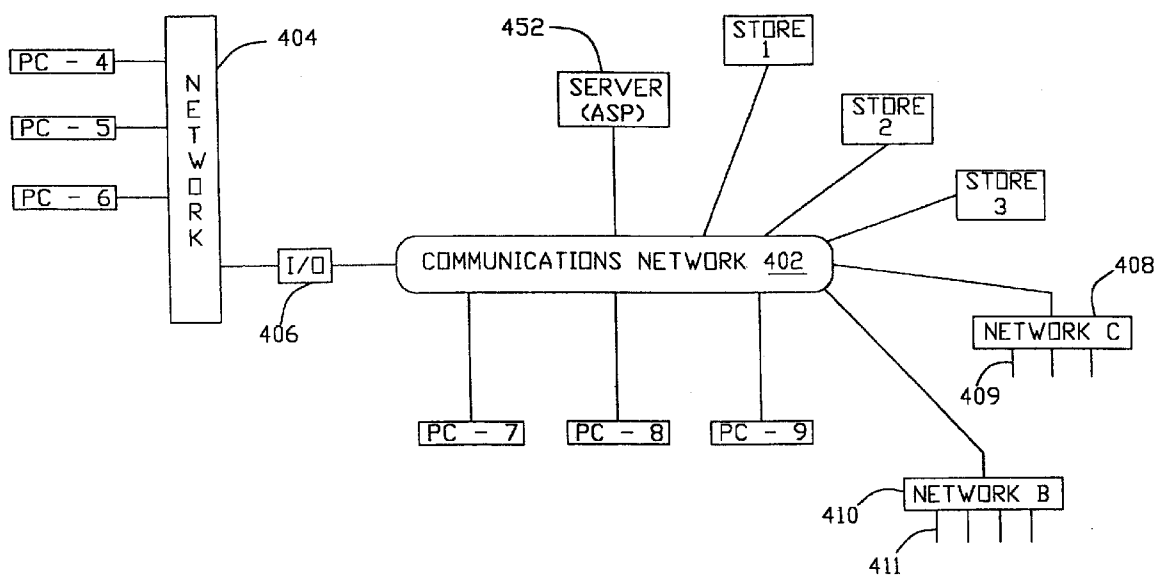 404
PC - 4
PC - 5
PC - 6
NETWORK
I/O
406
452
SERVER
(ASP)
STORE
1
STORE
2
STORE
3
COMMUNICATIONS NETWORK 402
408
NETWORK C
409
PC - 7
PC - 8
PC - 9
NETWORK B
410
411